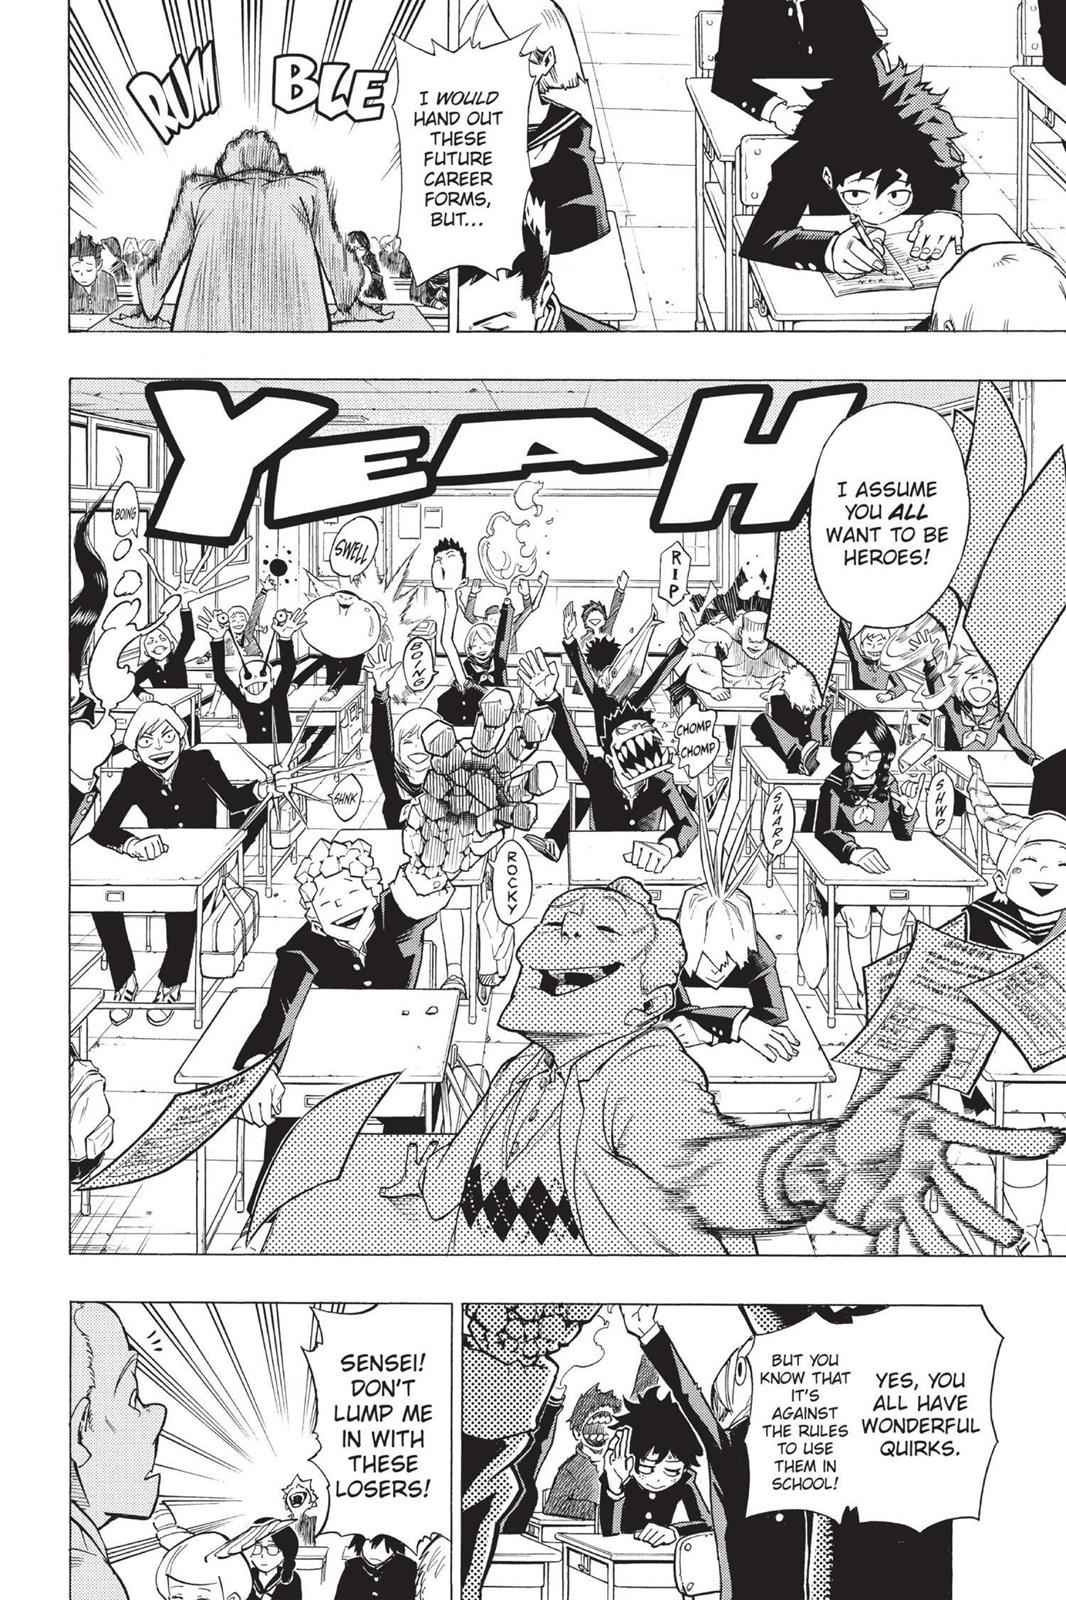 I WOULD
HAND OUT
THESE
FUTURE
CAREER
FORMS,
BUT...
RUM
BLE
I ASSUME
YOU ALL
WANT TO BE
HEROES!
YEAH
BOING
SWELL
RIP
BOING
CHOMP
CHOMP
SHNK
SHARP
SHWP
ROCKY
YES, YOU
ALL HAVE
WONDERFUL
QUIRKS.
BUT YOU
KNOW THAT
IT'S
AGAINST
THE RULES
TO USE
THEM IN
SCHOOL!
SENSEI!
DON'T
LUMP ME
IN WITH
THESE
LOSERS!